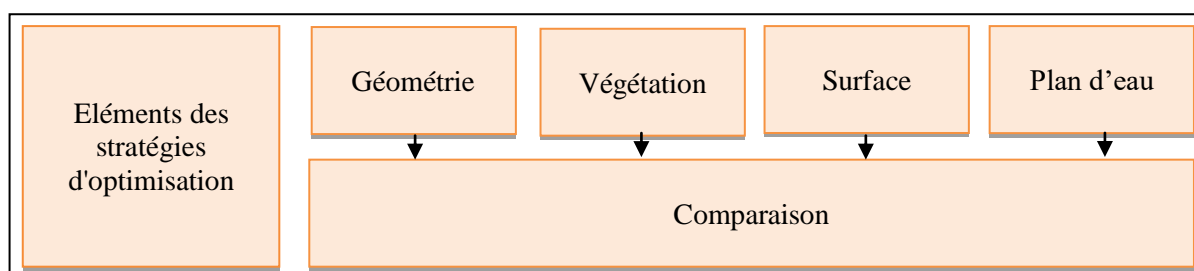 Eléments des
stratégies
d'optimisation
Géométrie
Végétation
Surface
Plan d’eau
Comparaison